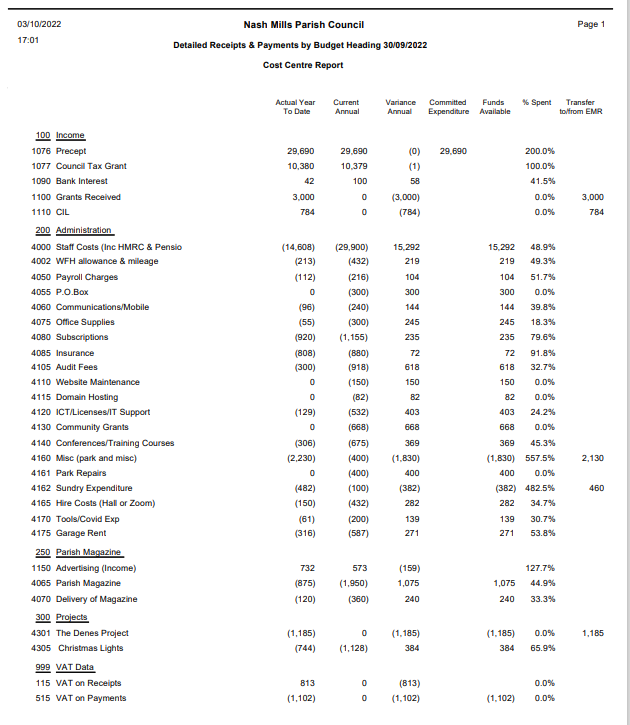 03/10/2022 Nash Mills Parish Council Page 1
17:01 Detailed Receipts & Payments by Budget Heading 30/09/2022
Cost Centre Report
Actual Year Current Variance Committed Funds % Spent Transfer
To Date Annual Annual Expenditure Available to/from EMR
100 Income
1076 Precept 29,690 29,690 (0) 29,690 200.0%
1077 Council Tax Grant 10,380 10,379 (1) 100.0%
1090 Bank Interest 42 100 58 41.5%
1100 Grants Received 3,000 0 (3,000) 0.0% 3,000
1110 CIL 784 0 (784) 0.0% 784
200 Administration
4000 Staff Costs (Inc HMRC & Pensio (14,608) (29,900) 15,292 15,292 48.9%
4002 WFH allowance & mileage (213) (432) 219 219 49.3%
4050 Payroll Charges (112) (216) 104 104 51.7%
4055 P.O.Box 0 (300) 300 300 0.0%
4060 Communications/Mobile (96) (240) 144 144 39.8%
4075 Office Supplies (55) (300) 245 245 18.3%
4080 Subscriptions (920) (1,155) 235 235 79.6%
4085 Insurance (808) (880) 72 72 91.8%
4105 Audit Fees (300) (918) 618 618 32.7%
4110 Website Maintenance 0 (150) 150 150 0.0%
4115 Domain Hosting 0 (82) 82 82 0.0%
4120 ICT/Licenses/IT Support (129) (532) 403 403 24.2%
4130 Community Grants 0 (668) 668 668 0.0%
4140 Conferences/Training Courses (306) (675) 369 369 45.3%
4160 Misc (park and misc) (2,230) (400) (1,830) (1,830) 557.5% 2,130
4161 Park Repairs 0 (400) 400 400 0.0%
4162 Sundry Expenditure (482) (100) (382) (382) 482.5% 460
4165 Hire Costs (Hall or Zoom) (150) (432) 282 282 34.7%
4170 Tools/Covid Exp (61) (200) 139 139 30.7%
4175 Garage Rent (316) (587) 271 271 53.8%
250 Parish Magazine
1150 Advertising (Income) 732 573 (159) 127.7%
4065 Parish Magazine (875) (1,950) 1,075 1,075 44.9%
4070 Delivery of Magazine (120) (360) 240 240 33.3%
300 Projects
4301 The Denes Project (1,185) 0 (1,185) (1,185) 0.0% 1,185
4305 Christmas Lights (744) (1,128) 384 384 65.9%
999 VAT Data
115 VAT on Receipts 813 0 (813) 0.0%
515 VAT on Payments (1,102) 0 (1,102) (1,102) 0.0%